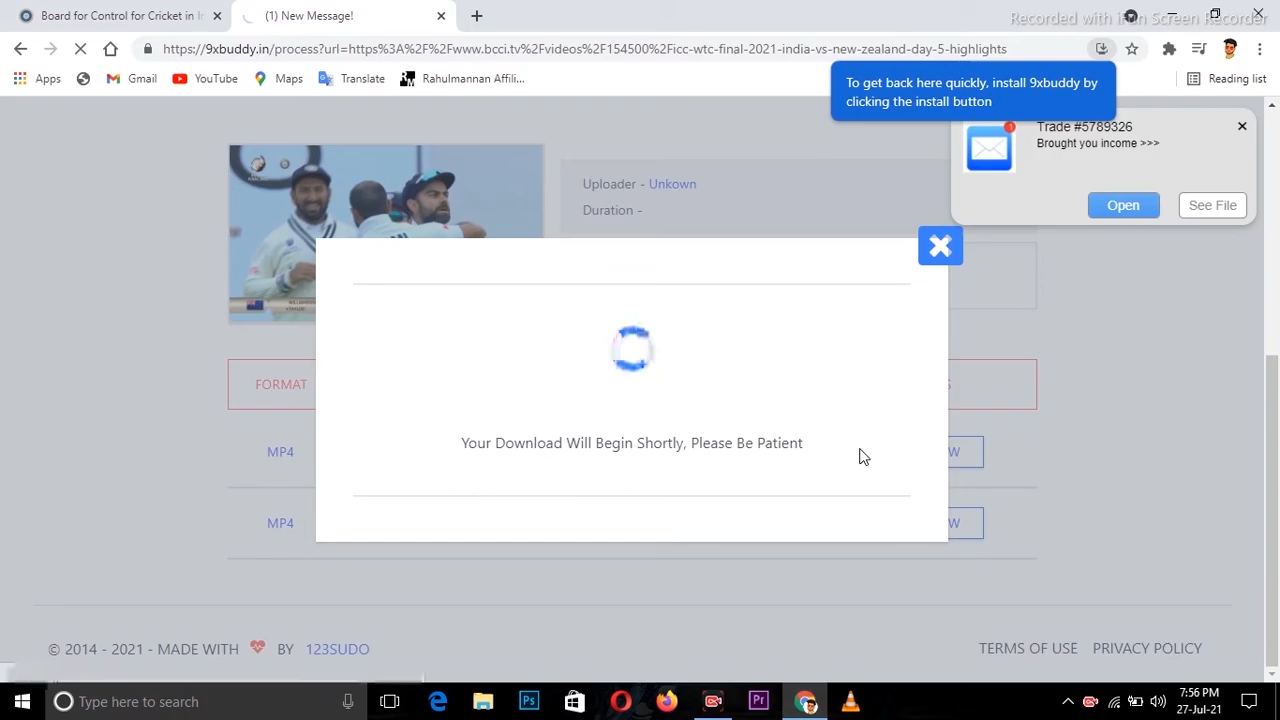 Board for Control for Cricket in I
(1) New Message!
Recorded with iFun Screen Recorder
https://9xbuddy.in/process?url=https%3A%2F%2Fwww.bcci.tv%2Fvideos%2F154500%2Ficc-wtc-final-2021-india-vs-new-zealand-day-5-highlights
Apps
Gmail
YouTube
Maps
Translate
Rahulmannan Affili...
Reading list
To get back here quickly, install 9xbuddy by
clicking the install button
Trade #5789326
Brought you income >>>
Open
See File
Uploader - Unkown
Duration -
FORMAT
S
Your Download Will Begin Shortly, Please Be Patient
MP4
W
MP4
W
© 2014 - 2021 - MADE WITH BY 123SUDO
TERMS OF USE
PRIVACY POLICY
Type here to search
Ps
Pr
7:56 PM
27-Jul-21